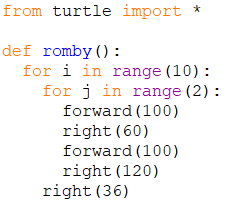 from turtle import *

def romby():
  for i in range(10):
    for j in range(2):
      forward(100)
      right(60)
      forward(100)
      right(120)
    right(36)